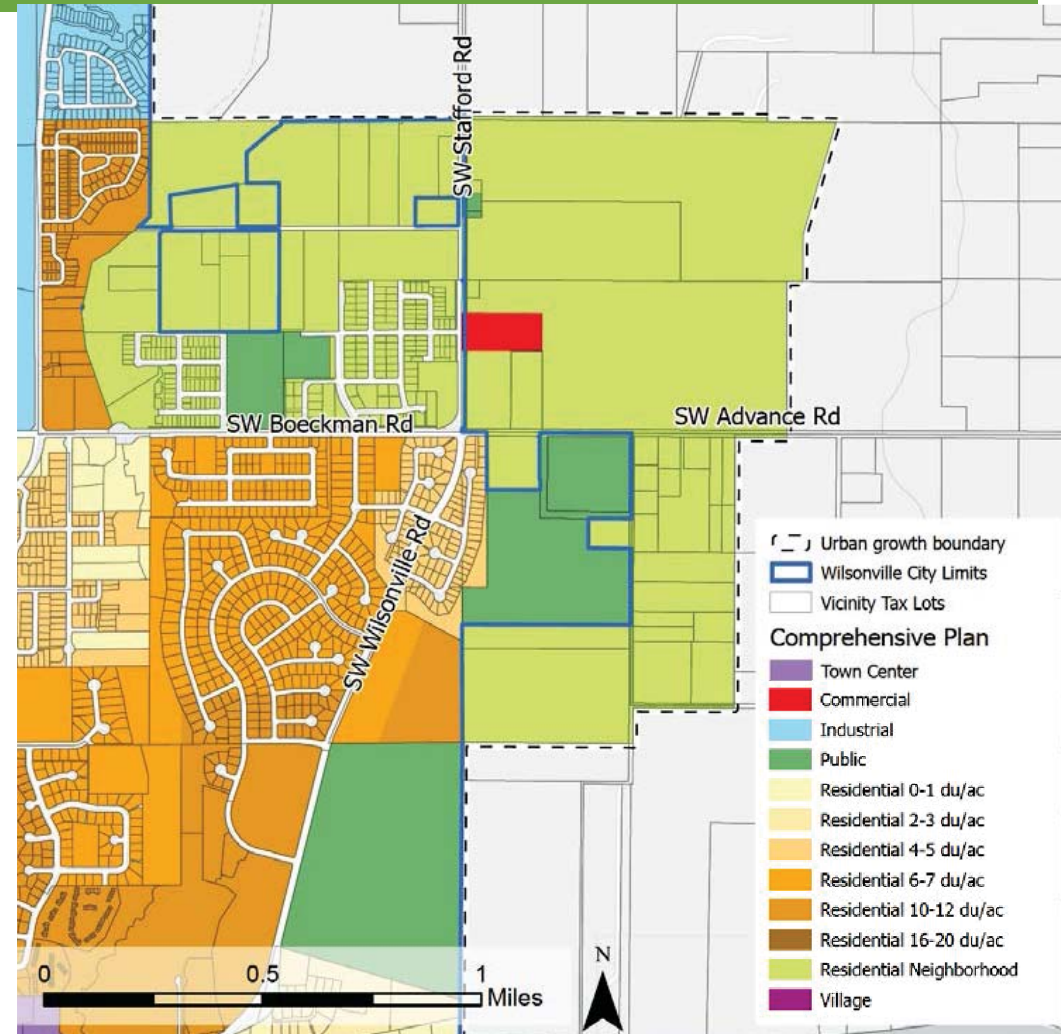 SW Stafford Rd
SW Boeckman Rd
SW Advance Rd
SW Wilsonville Rd
Urban growth boundary
Wilsonville City Limits
Vicinity Tax Lots
Comprehensive Plan
Town Center
Commercial
Industrial
Public
Residential 0-1 du/ac
Residential 2-3 du/ac
Residential 4-5 du/ac
Residential 6-7 du/ac
Residential 10-12 du/ac
Residential 16-20 du/ac
Residential Neighborhood
Village
0 0.5 1
Miles
N